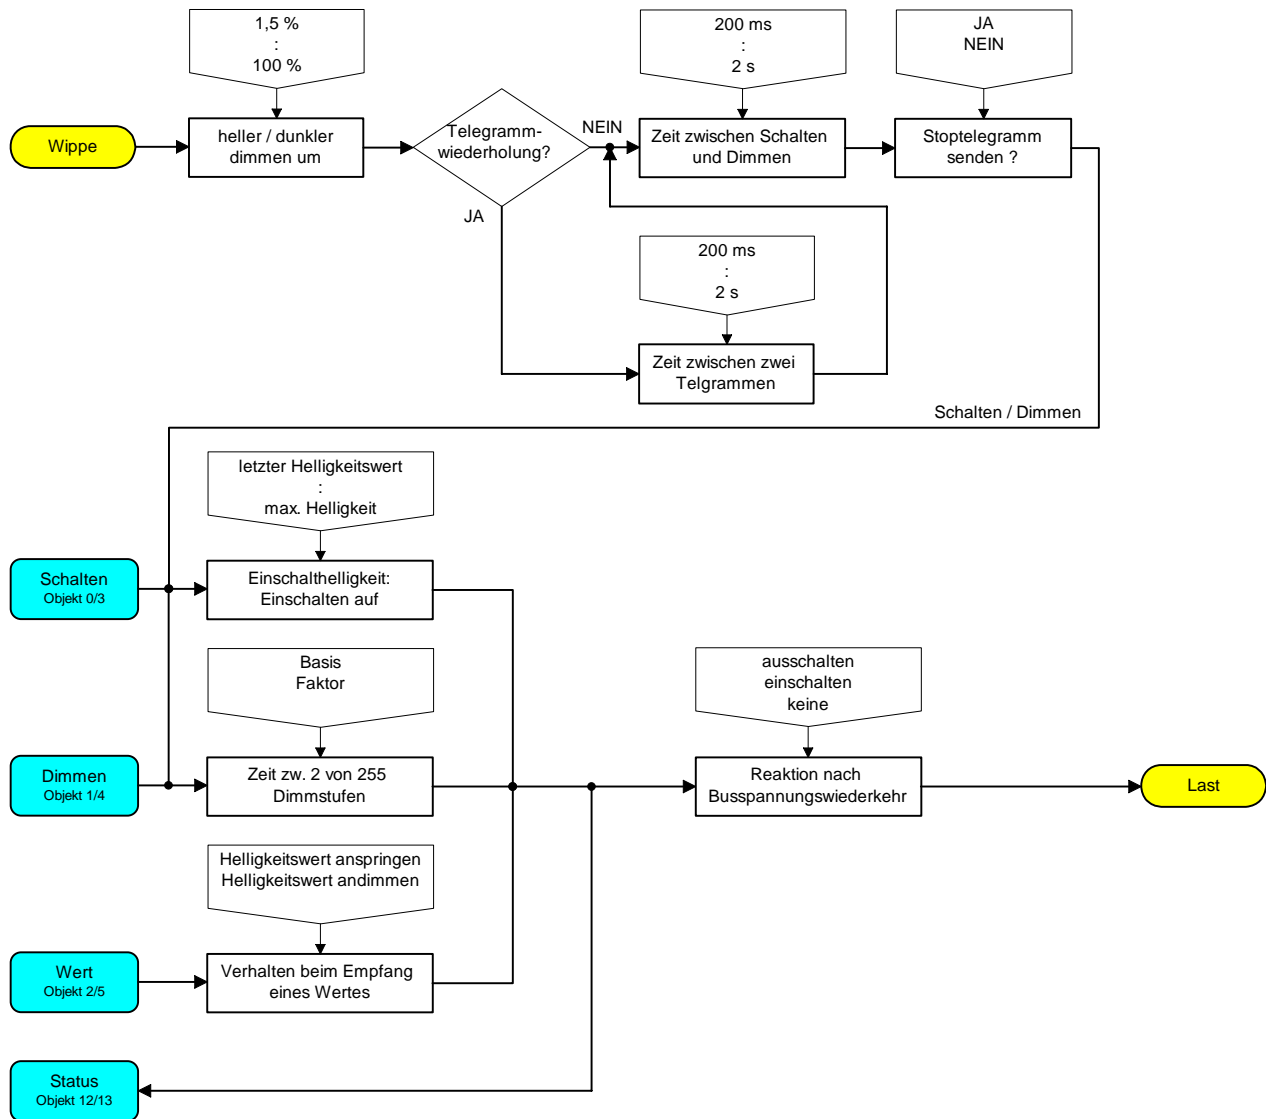 1,5 %
:
100 %
200 ms
:
2 s
JA
NEIN
Wippe
heller / dunkler
dimmen um
Telegramm-
wiederholung?
NEIN
Zeit zwischen Schalten
und Dimmen
Stoptelegramm
senden ?
JA
200 ms
:
2 s
Zeit zwischen zwei
Telgrammen
Schalten / Dimmen
letzter Helligkeitswert
:
max. Helligkeit
Schalten
Objekt 0/3
Einschalthelligkeit:
Einschalten auf
Basis
Faktor
ausschalten
einschalten
keine
Dimmen
Objekt 1/4
Zeit zw. 2 von 255
Dimmstufen
Reaktion nach
Busspannungswiederkehr
Last
Helligkeitswert anspringen
Helligkeitswert andimmen
Wert
Objekt 2/5
Verhalten beim Empfang
eines Wertes
Status
Objekt 12/13